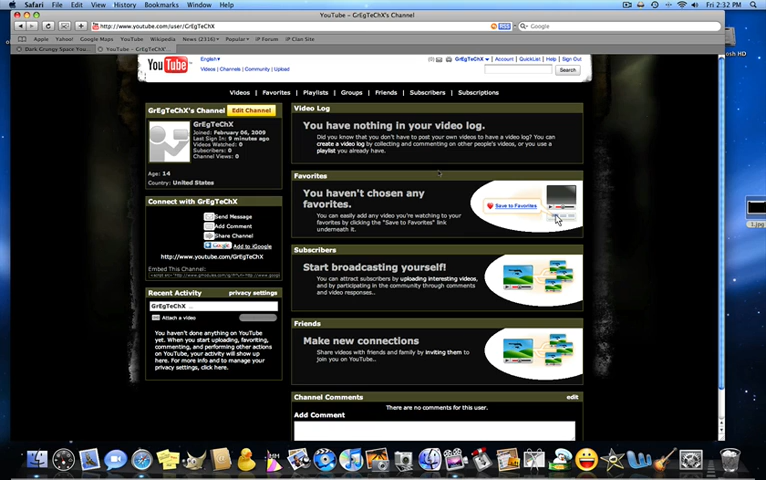 Safari File Edit View History Bookmarks Window Help
Fri 2:32 PM
YouTube – GrEgTeChX's Channel
http://www.youtube.com/user/GrEgTeChX
Google
Apple Yahoo! Google Maps YouTube Wikipedia News (2316) Popular iP Forum iP Clan Site
Dark Grungy Space You...
YouTube – GrEgTeChX'...
YouTube
English
GrEgTeChX | Account | QuickList | Help | Sign Out
Videos | Channels | Community | Upload
Search
Videos | Favorites | Playlists | Groups | Friends | Subscribers | Subscriptions
GrEgTeChX's Channel
Edit Channel
GrEgTeChX
Joined: February 06, 2009
Last Sign In: 9 minutes ago
Videos Watched: 0
Subscribers: 0
Channel Views: 0
Age: 14
Country: United States
Connect with GrEgTeChX
Send Message
Add Comment
Share Channel
Google Add to iGoogle
http://www.youtube.com/GrEgTeChX
Embed This Channel:
Recent Activity
privacy settings
GrEgTeChX ...
Attach a video
You haven't done anything on YouTube
yet. When you start uploading, favoriting,
commenting, and performing other actions
on YouTube, your activity will show up
here. For more info and to manage your
privacy settings, click here.
Video Log
You have nothing in your video log.
Did you know that you don't have to post your own videos to have a video log? You can
create a video log by collecting and commenting on other people's videos, or you use a
playlist you already have.
Favorites
You haven't chosen any
favorites.
You can easily add any video you're watching to your
favorites by clicking the "Save to Favorites" link
underneath it.
Save to Favorites
Subscribers
Start broadcasting yourself!
You can attract subscribers by uploading interesting videos,
and by participating in the community through comments
and video responses..
Friends
Make new connections
Share videos with friends and family by inviting them to
join you on YouTube..
Channel Comments
edit
There are no comments for this user.
Add Comment
1.jpg